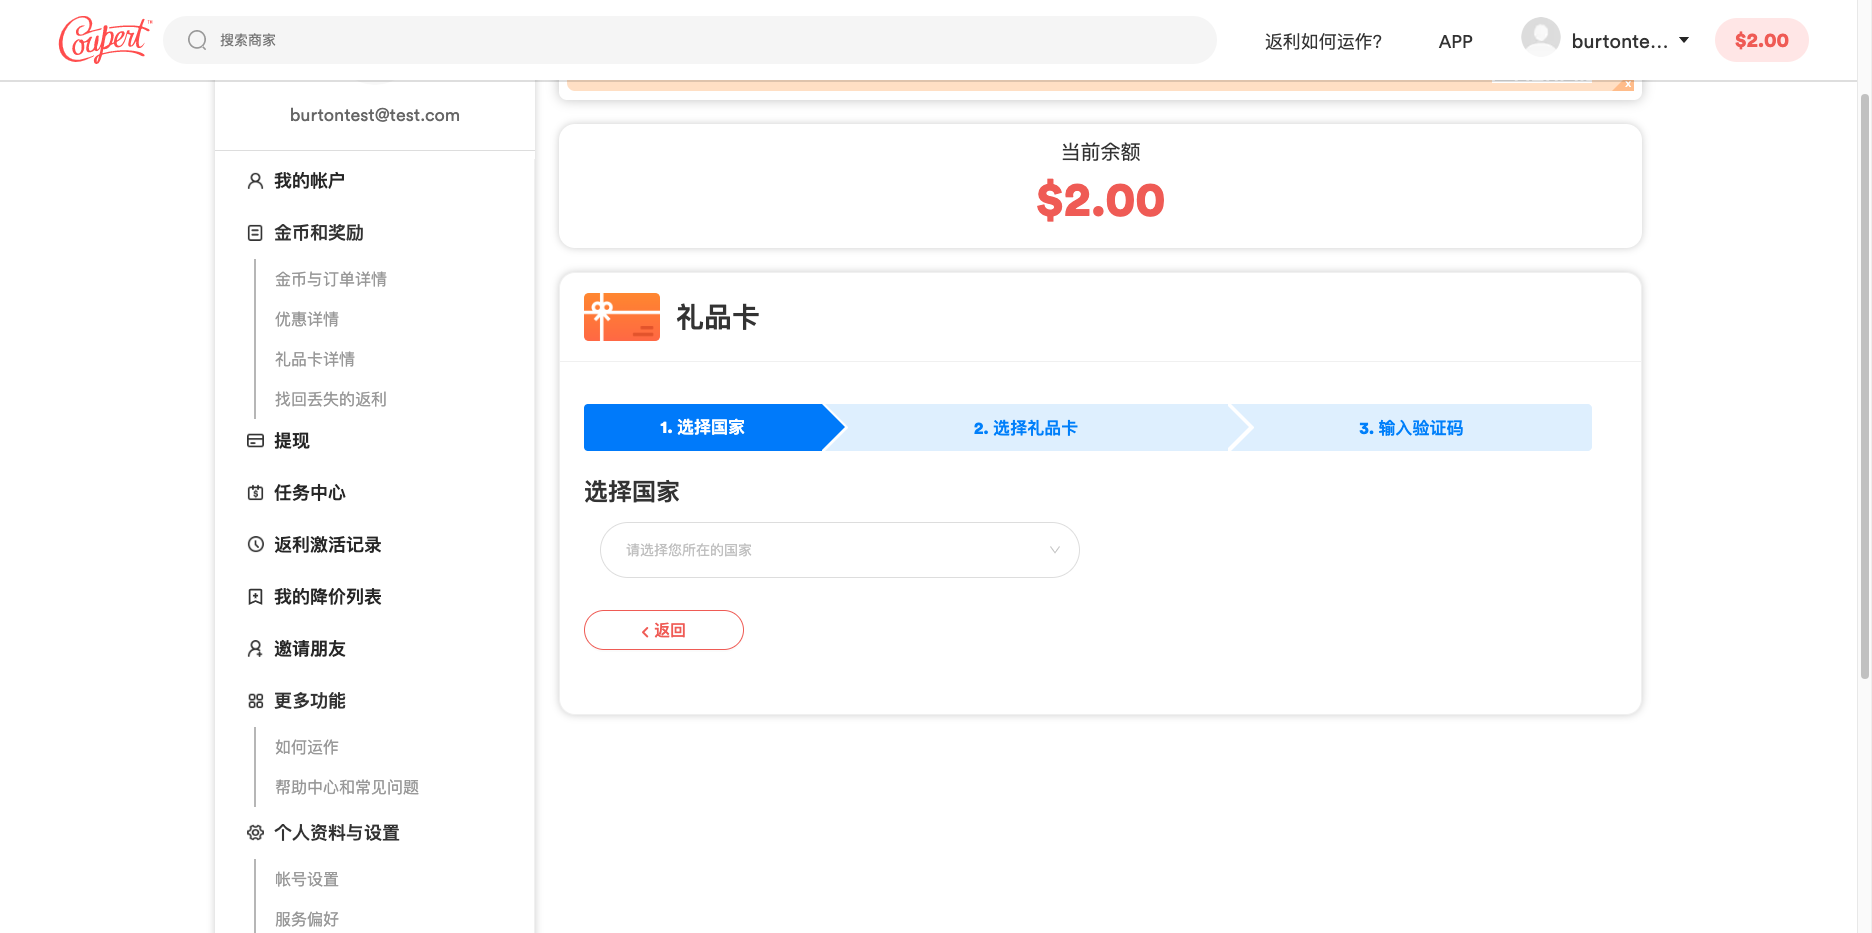 Coupert™
搜索商家
返利如何运作?
APP
burtonte...
$2.00
x
burtontest@test.com
我的帐户
金币和奖励
金币与订单详情
优惠详情
礼品卡详情
找回丢失的返利
提现
任务中心
返利激活记录
我的降价列表
邀请朋友
更多功能
如何运作
帮助中心和常见问题
个人资料与设置
帐号设置
服务偏好
当前余额
$2.00
礼品卡
1. 选择国家
2. 选择礼品卡
3. 输入验证码
选择国家
请选择您所在的国家
返回